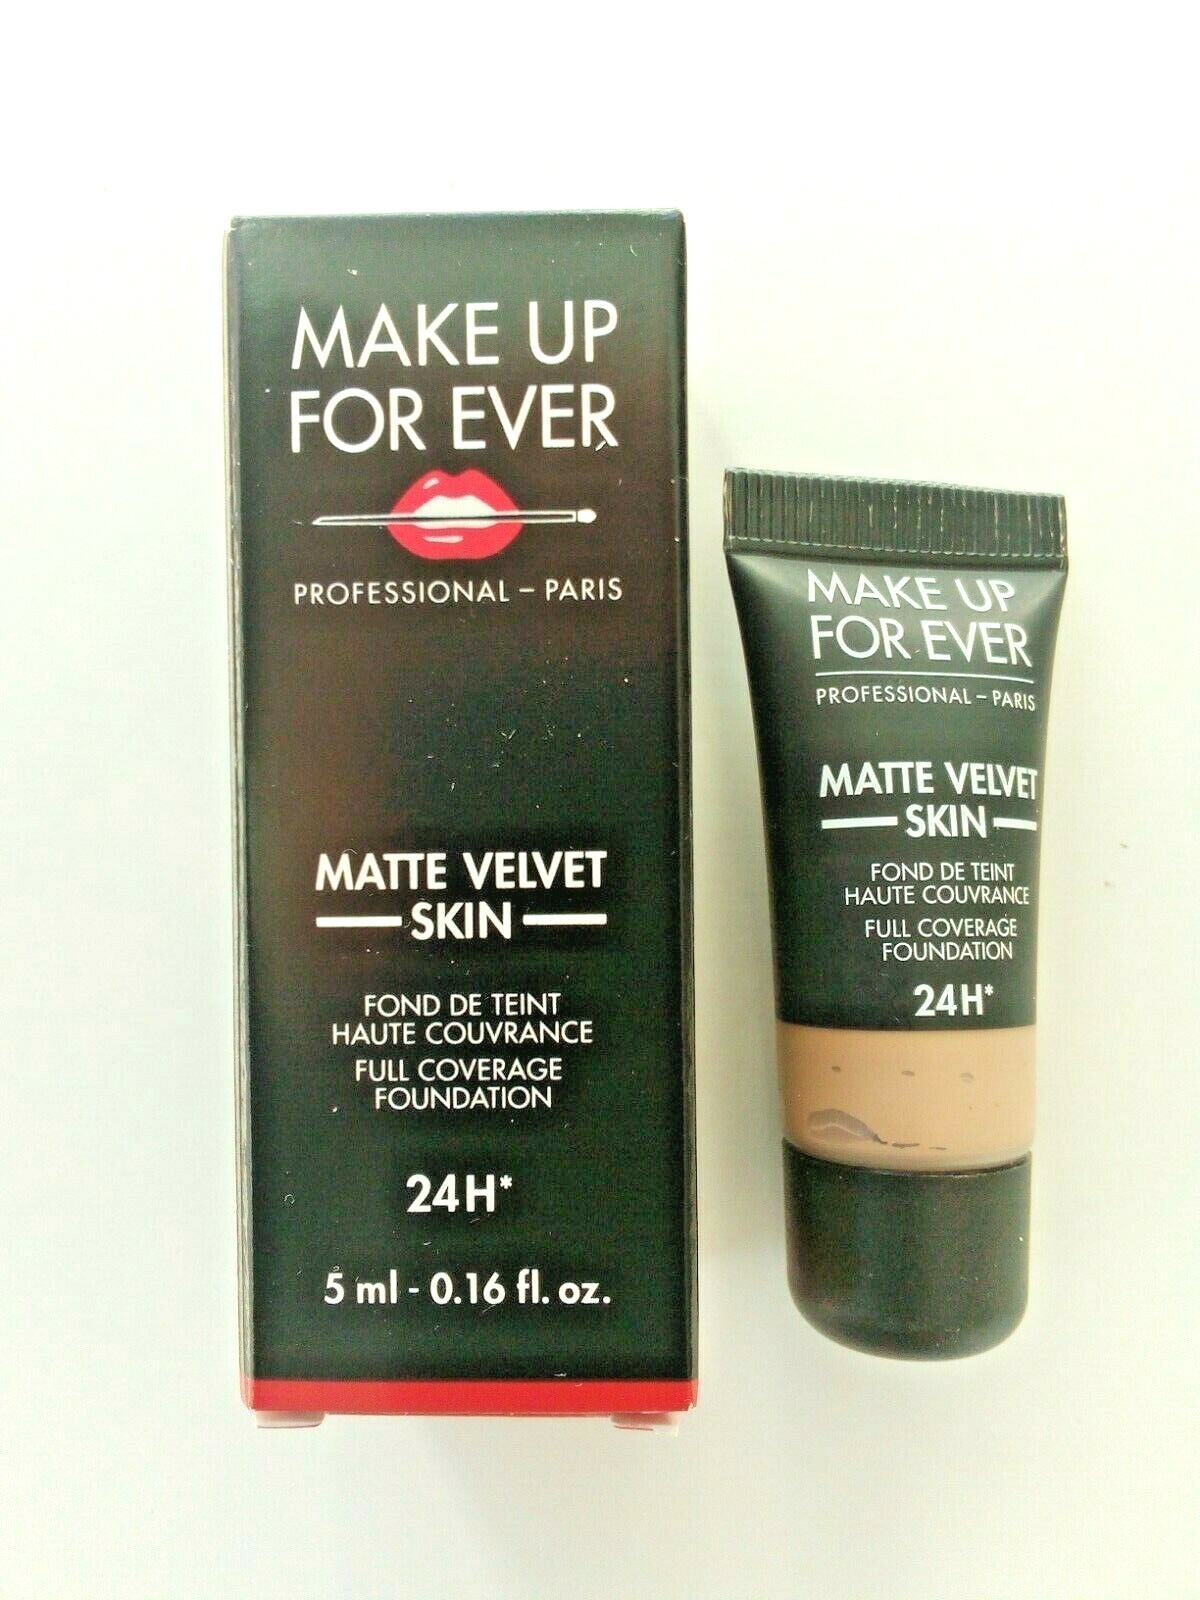 MAKE UP
FOR EVER
PROFESSIONAL – PARIS
MATTE VELVET
SKIN
FOND DE TEINT
HAUTE COUVRANCE
FULL COVERAGE
FOUNDATION
24H*
5 ml - 0.16 fl. oz.
MAKE UP
FOR EVER
PROFESSIONAL – PARIS
MATTE VELVET
SKIN
FOND DE TEINT
HAUTE COUVRANCE
FULL COVERAGE
FOUNDATION
24H*